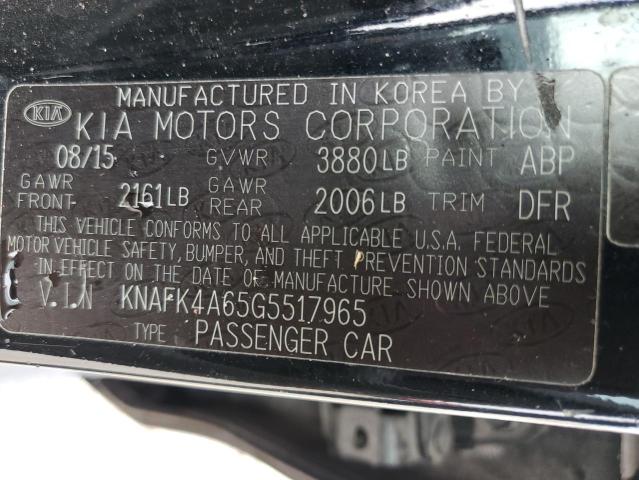 MANUFACTURED IN KOREA BY
KIA KIA MOTORS CORPORATION
08/15 GVWR 3880LB PAINT ABP
GAWR FRONT 2161LB GAWR REAR 2006LB TRIM DFR
THIS VEHICLE CONFORMS TO ALL APPLICABLE U.S.A. FEDERAL
MOTOR VEHICLE SAFETY, BUMPER, AND THEFT PREVENTION STANDARDS
IN EFFECT ON THE DATE OF MANUFACTURE SHOWN ABOVE
V.I.N KNAFK4A65G5517965
TYPE : PASSENGER CAR